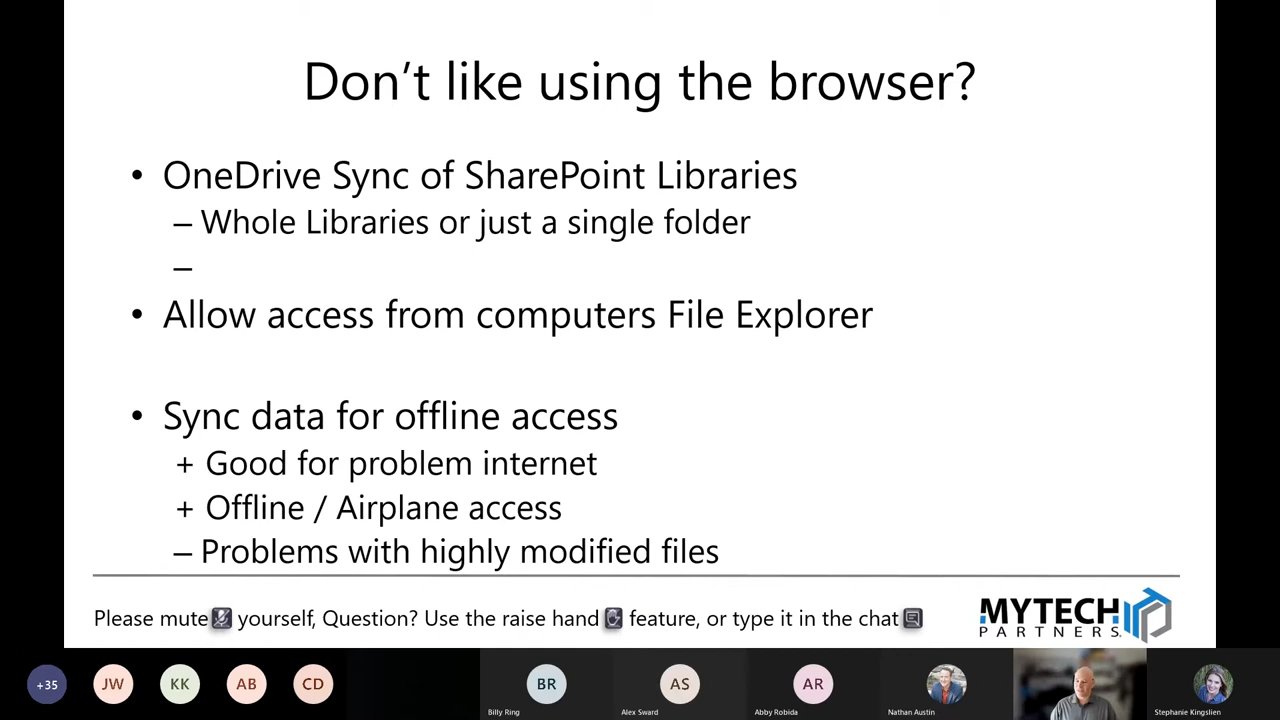 Don't like using the browser?
• OneDrive Sync of SharePoint Libraries
– Whole Libraries or just a single folder
–
• Allow access from computers File Explorer
• Sync data for offline access
+ Good for problem internet
+ Offline / Airplane access
– Problems with highly modified files
Please mute yourself, Question? Use the raise hand feature, or type it in the chat
MYTECH
PARTNERS
+35 JW KK AB CD BR AS AR
Billy Ring Alex Sward Abby Robida Nathan Austin Stephanie Kingslien